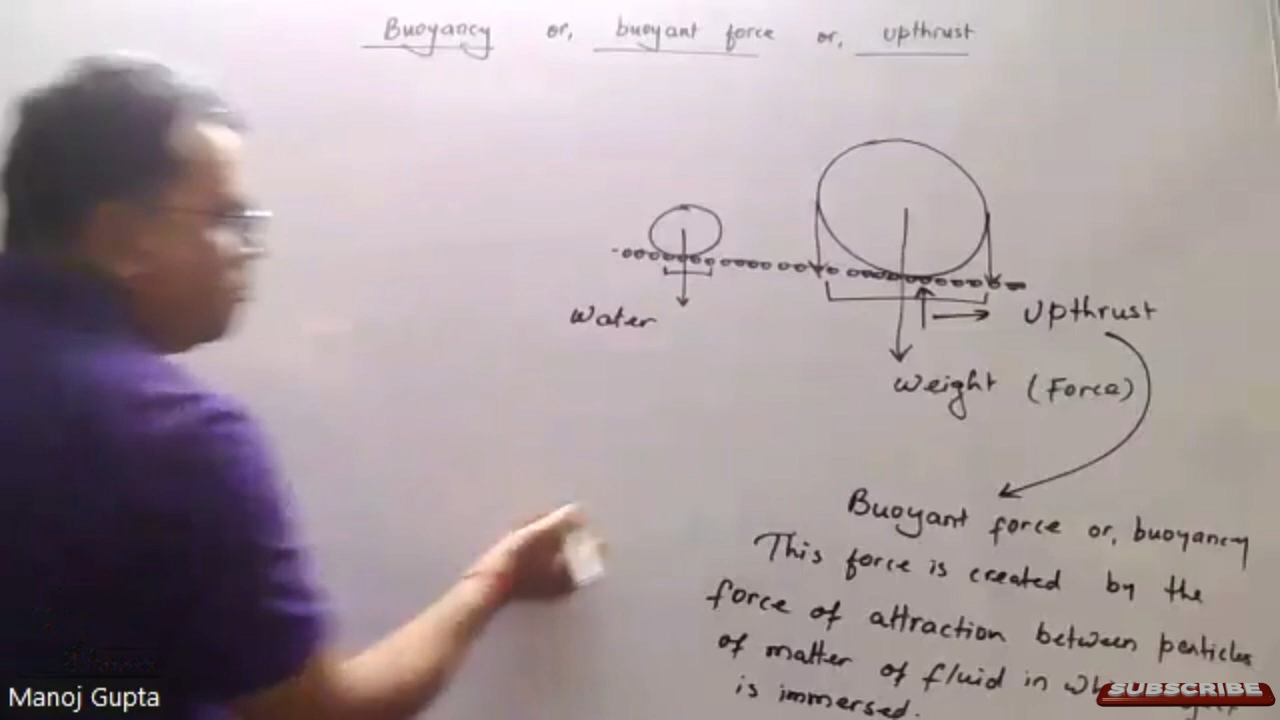 Buoyancy or, buoyant force or, upthrust
water
Upthrust
Weight (Force)
Buoyant force or, buoyancy
This force is created by the
force of attraction between particles
of matter of fluid in
is immersed.
Manoj Gupta
SUBSCRIBE